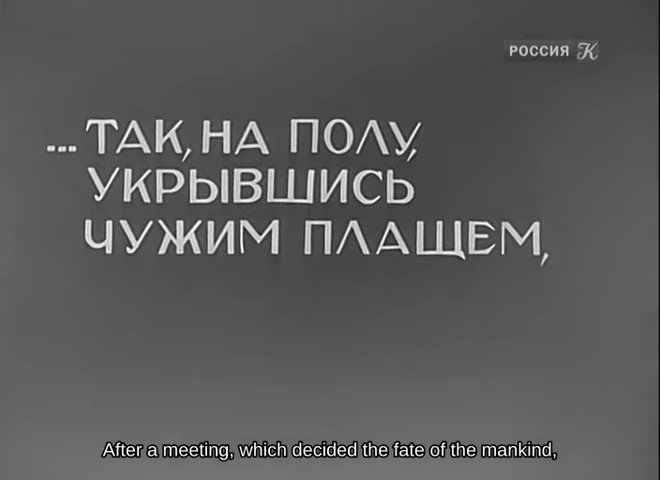 РОССИЯ К
... ТАК, НА ПОЛУ,
УКРЫВШИСЬ
ЧУЖИМ ПЛАЩЕМ,
After a meeting, which decided the fate of the mankind,